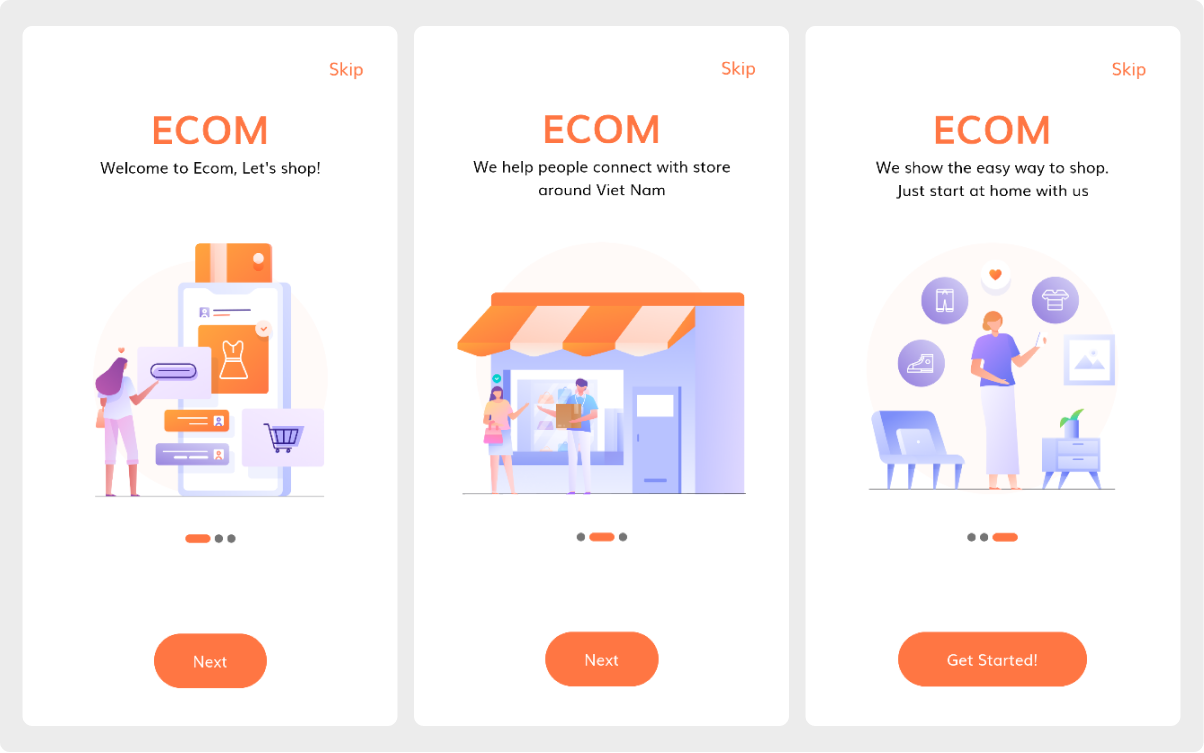 Skip
ECOM
Welcome to Ecom, Let's shop!
Next
Skip
ECOM
We help people connect with store
around Viet Nam
Next
Skip
ECOM
We show the easy way to shop.
Just start at home with us
Get Started!